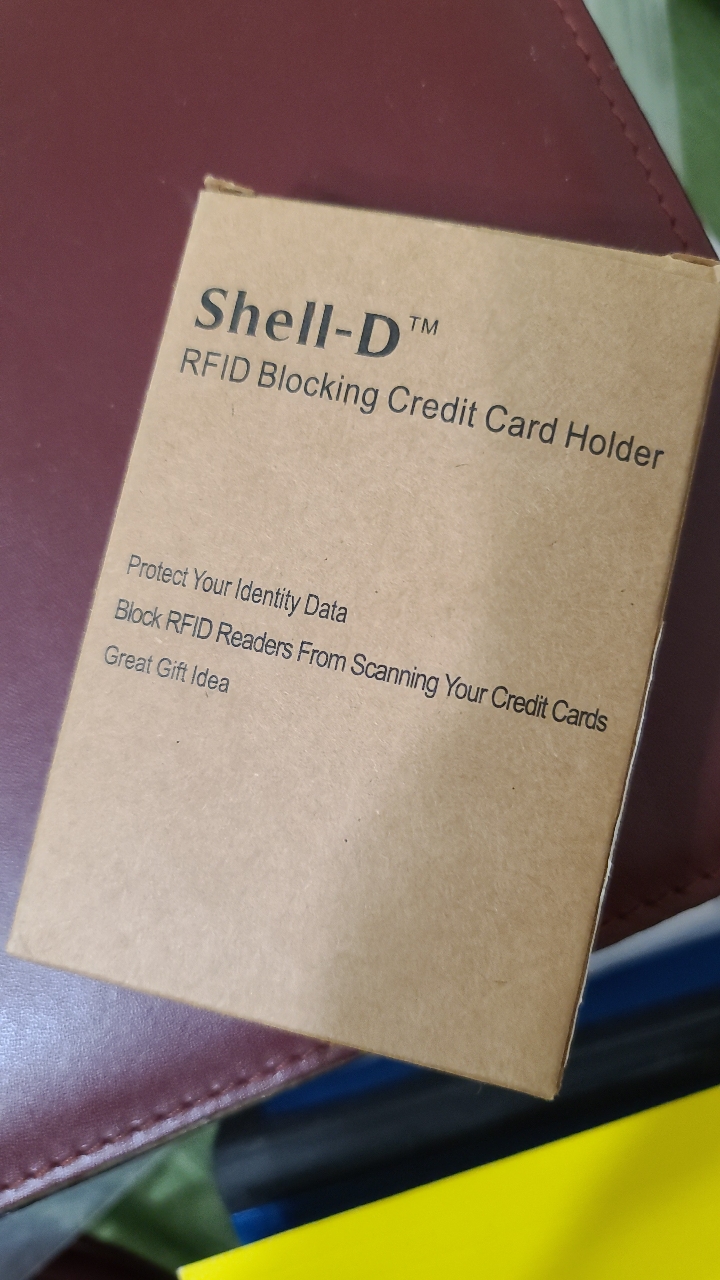 Shell-D™
RFID Blocking Credit Card Holder
Protect Your Identity Data
Block RFID Readers From Scanning Your Credit Cards
Great Gift Idea